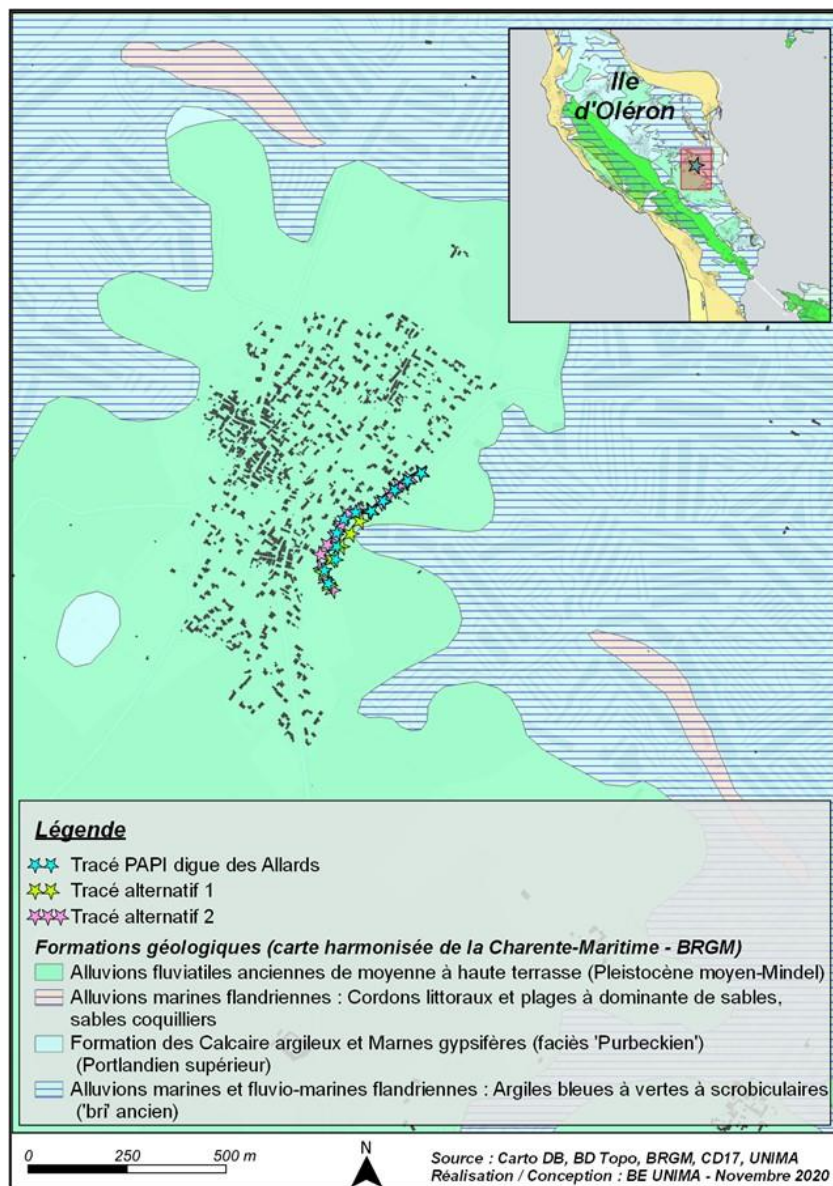 Ile
d'Oléron
Légende
Tracé PAPI digue des Allards
Tracé alternatif 1
Tracé alternatif 2
Formations géologiques (carte harmonisée de la Charente-Maritime - BRGM)
Alluvions fluviatiles anciennes de moyenne à haute terrasse (Pleistocène moyen-Mindel)
Alluvions marines flandriennes : Cordons littoraux et plages à dominante de sables,
sables coquilliers
Formation des Calcaire argileux et Marnes gypsifères (faciès 'Purbeckien')
(Portlandien supérieur)
Alluvions marines et fluvio-marines flandriennes : Argiles bleues à vertes à scrobiculaires
('bri' ancien)
0 250 500 m
N
Source : Carto DB, BD Topo, BRGM, CD17, UNIMA
Réalisation / Conception : BE UNIMA - Novembre 2020